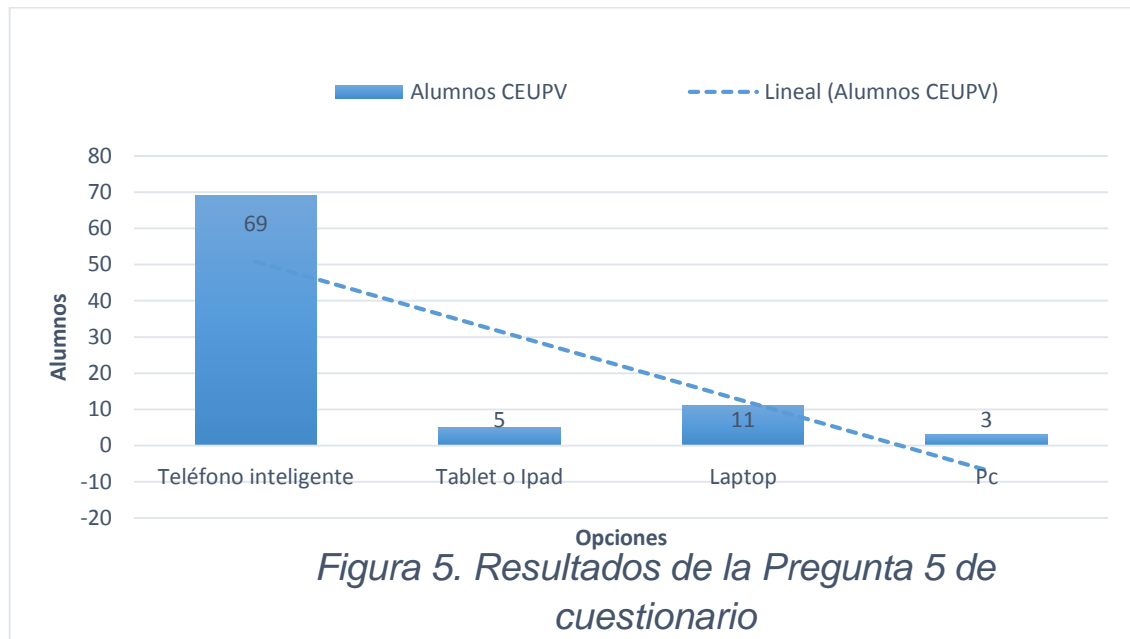 Alumnos CEUPV Lineal (Alumnos CEUPV)
80
70
60
50
40
30
20
10
0
-10
-20
Alumnos
69
5
11
3
Teléfono inteligente Tablet o Ipad Laptop Pc
Opciones
Figura 5. Resultados de la Pregunta 5 de
cuestionario